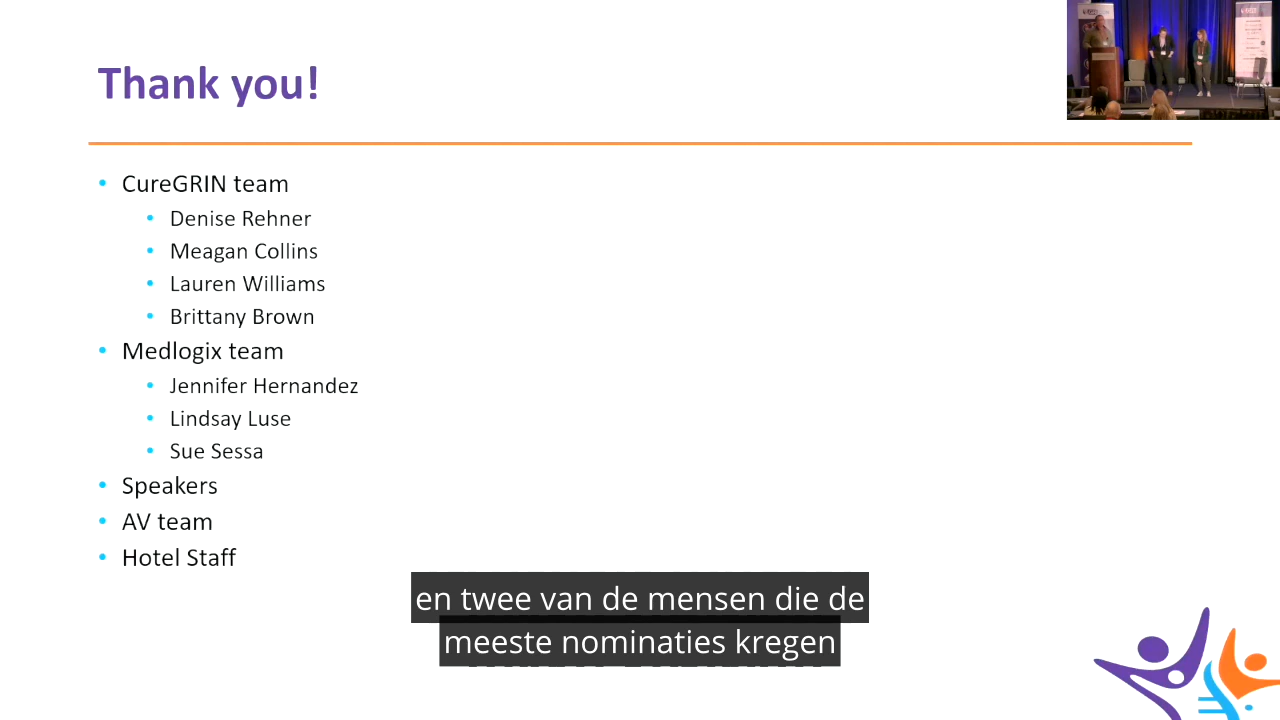 Thank you!
CureGRIN team
Denise Rehner
Meagan Collins
Lauren Williams
Brittany Brown
Medlogix team
Jennifer Hernandez
Lindsay Luse
Sue Sessa
Speakers
AV team
Hotel Staff
en twee van de mensen die de
meeste nominaties kregen